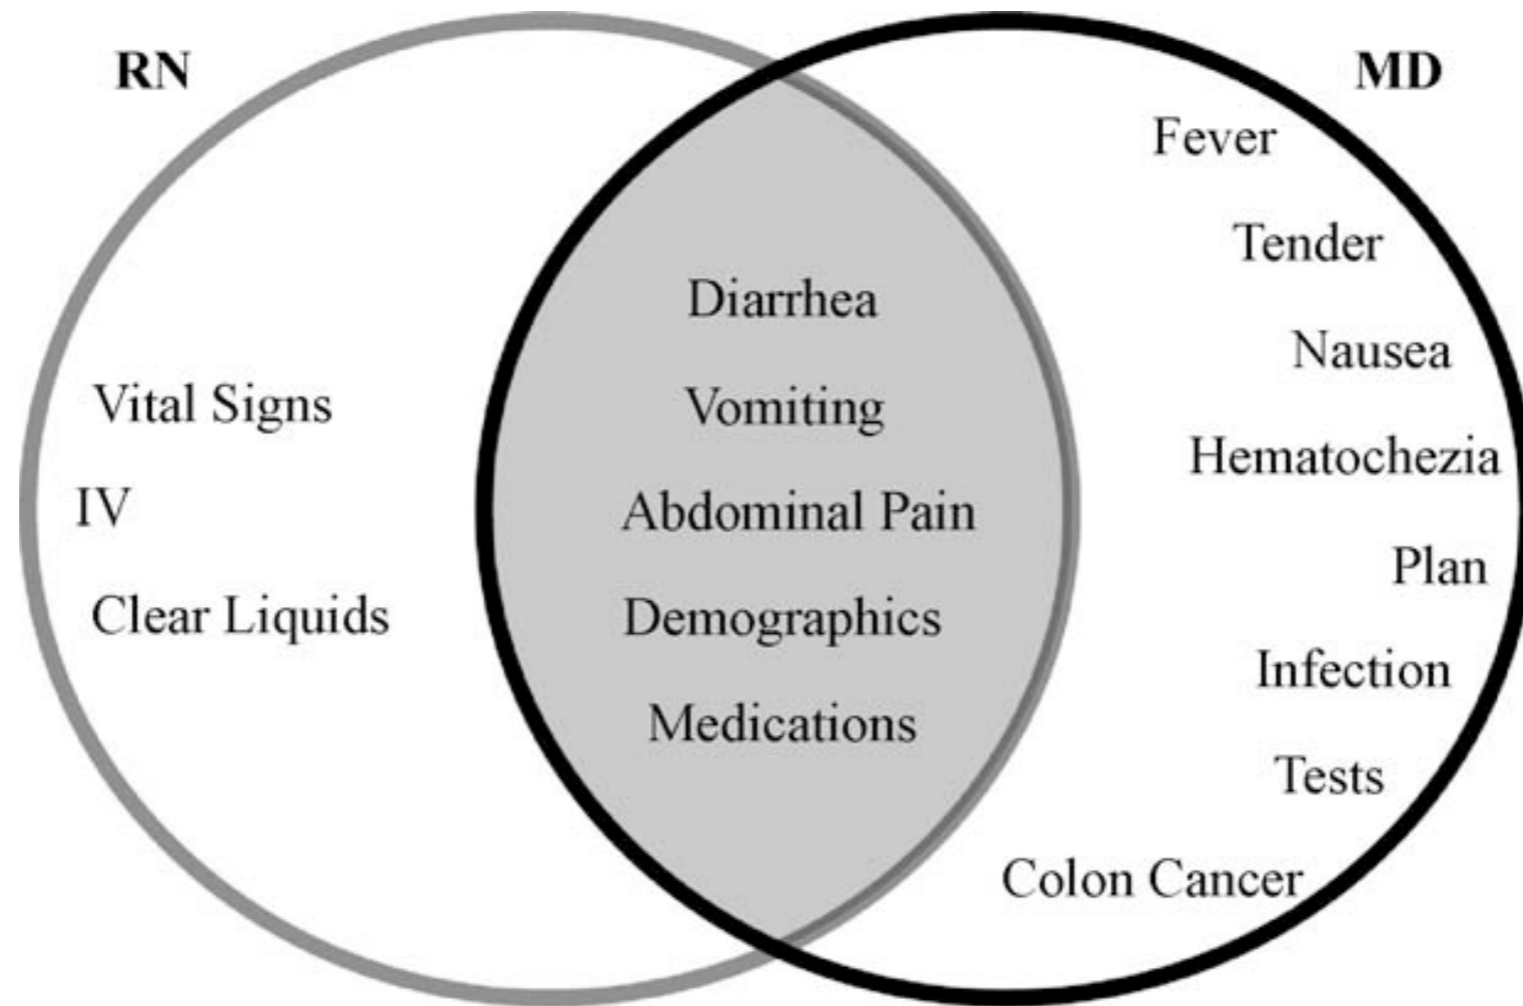 RN
Vital Signs
IV
Clear Liquids
Diarrhea
Vomiting
Abdominal Pain
Demographics
Medications
MD
Fever
Tender
Nausea
Hematochezia
Plan
Infection
Tests
Colon Cancer